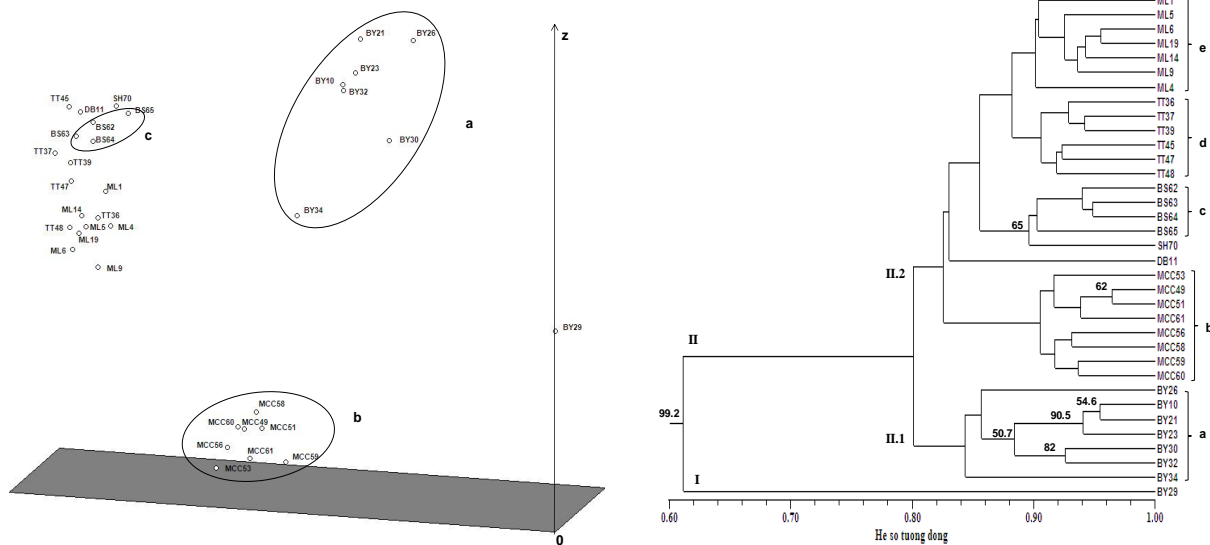 BY21
BY26
z
BY23
BY10
BY32
a
BY30
BY34
TT45
SH70
DB11
BS65
BS62
BS63
BS64
c
TT37
TT39
TT47
ML1
ML14
TT36
TT48
ML5
ML4
ML19
ML6
ML9
BY29
MCC58
MCC60
MCC49
MCC51
b
MCC56
MCC61
MCC59
MCC53
0
ML5
ML6
ML19
e
ML14
ML9
ML4
TT36
TT37
TT39
d
TT45
TT47
TT48
BS62
BS63
c
BS64
65
BS65
SH70
DB11
II.2
MCC53
62
MCC49
MCC51
MCC61
b
MCC56
II
MCC58
MCC59
MCC60
BY26
54.6
BY10
99.2
90.5
BY21
50.7
BY23
a
II.1
82
BY30
BY32
I
BY34
BY29
0.60 0.70 0.80 0.90 1.00
He so tuong dong